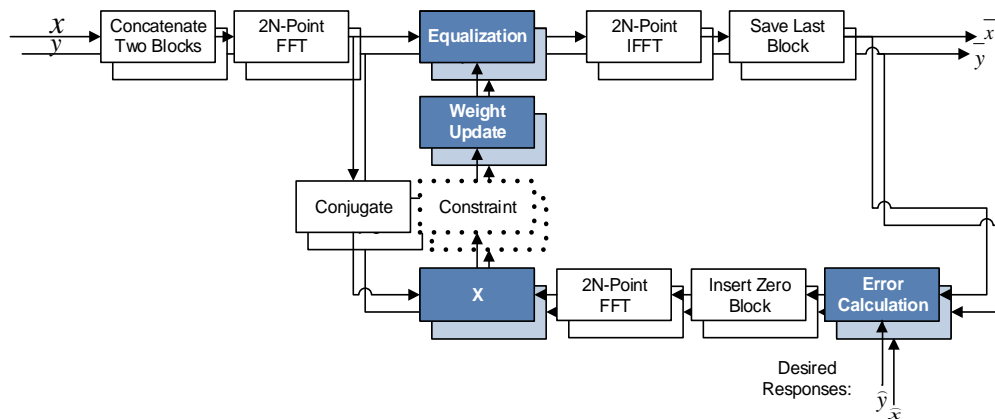 x
y
Concatenate
Two Blocks
2N-Point
FFT
Equalization
2N-Point
IFFT
Save Last
Block
x̅
y̅
Weight
Update
Conjugate
Constraint
X
2N-Point
FFT
Insert Zero
Block
Error
Calculation
Desired
Responses:
ŷ
x̂